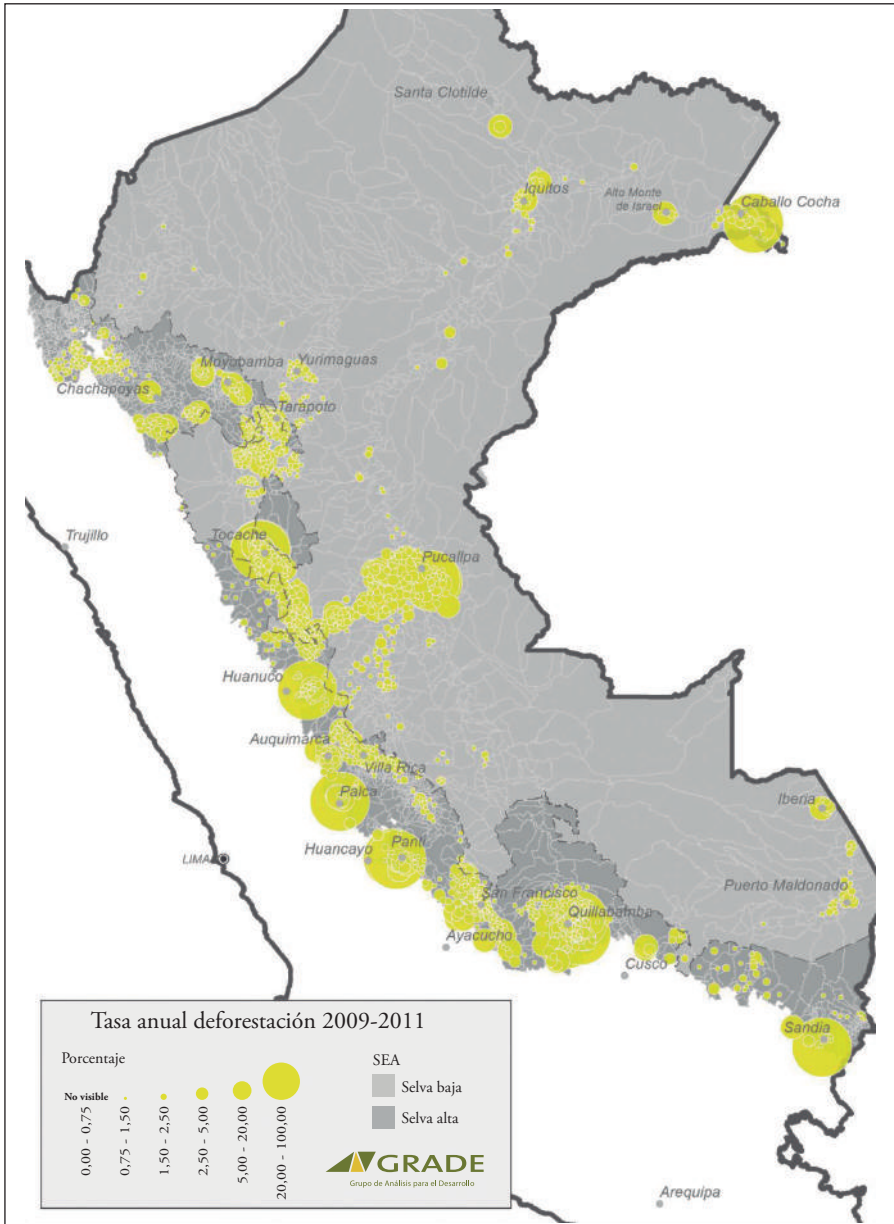 Santa Clotilde
Iquitos
Alto Monte
de Israel
Caballo Cocha
Moyobamba
Yurimaguas
Chachapoyas
Tarapoto
Trujillo
Tocache
Pucallpa
Huanuco
Auquimarca
Villa Rica
Palca
Iberia
LIMA
Huancayo
Panti
San Francisco
Puerto Maldonado
Quillabamba
Ayacucho
Cusco
Sandia
Arequipa
Tasa anual deforestación 2009-2011
Porcentaje
No visible
0,00 - 0,75
0,75 - 1,50
1,50 - 2,50
2,50 - 5,00
5,00 - 20,00
20,00 - 100,00
SEA
Selva baja
Selva alta
GRADE
Grupo de Análisis para el Desarrollo